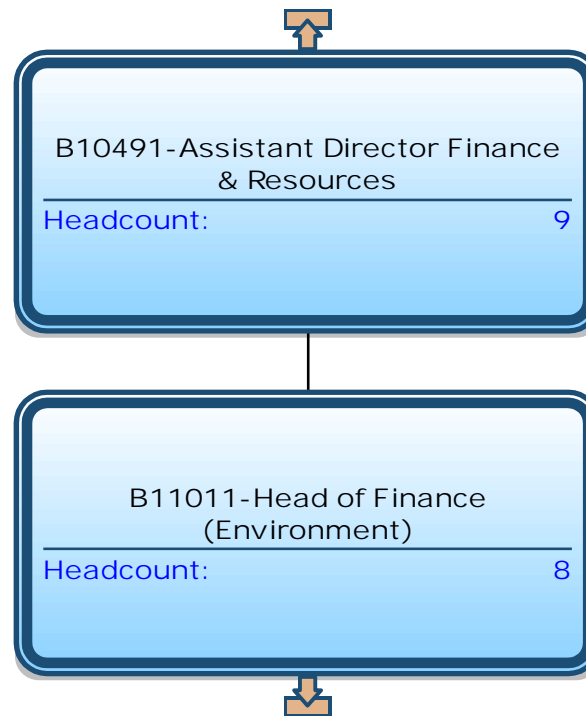 B10491-Assistant Director Finance
& Resources
Headcount: 9
B11011-Head of Finance
(Environment)
Headcount: 8